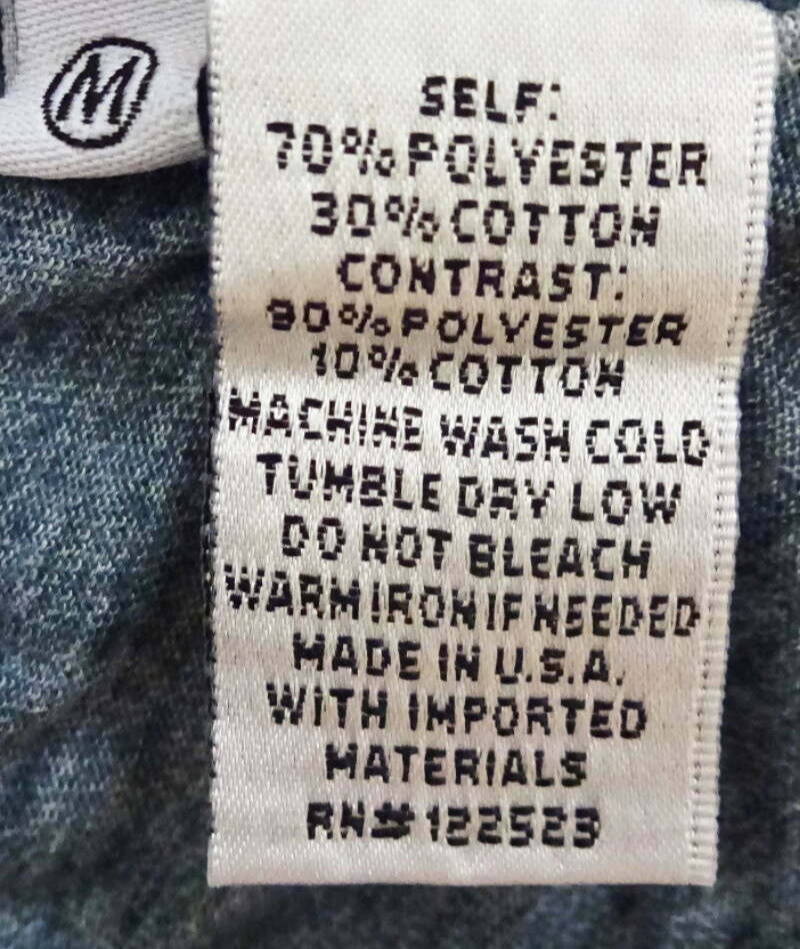 M
SELF:
70% POLYESTER
30% COTTON
CONTRAST:
90% POLYESTER
10% COTTON
MACHINE WASH COLD
TUMBLE DRY LOW
DO NOT BLEACH
WARM IRON IF NEEDED
MADE IN U.S.A.
WITH IMPORTED
MATERIALS
RN# 122523